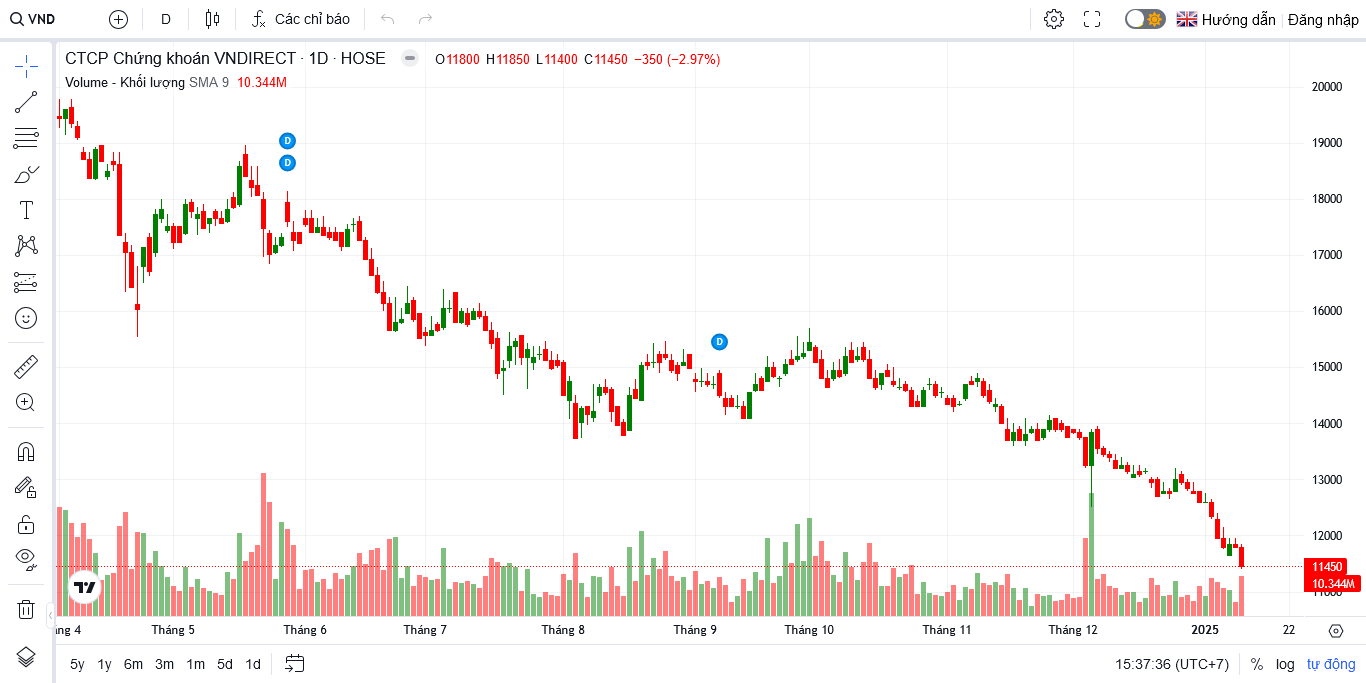 VND D Các chỉ báo Hướng dẫn Đăng nhập
CTCP Chứng khoán VNDIRECT · 1D · HOSE O11800 H11850 L11400 C11450 −350 (−2.97%)
Volume - Khối lượng SMA 9 10.344M
20000
19000
18000
17000
16000
15000
14000
13000
12000
11450
10.344M
11000
D
D
D
T
ng 4 Tháng 5 Tháng 6 Tháng 7 Tháng 8 Tháng 9 Tháng 10 Tháng 11 Tháng 12 2025 22
5y 1y 6m 3m 1m 5d 1d 15:37:36 (UTC+7) % log tự động